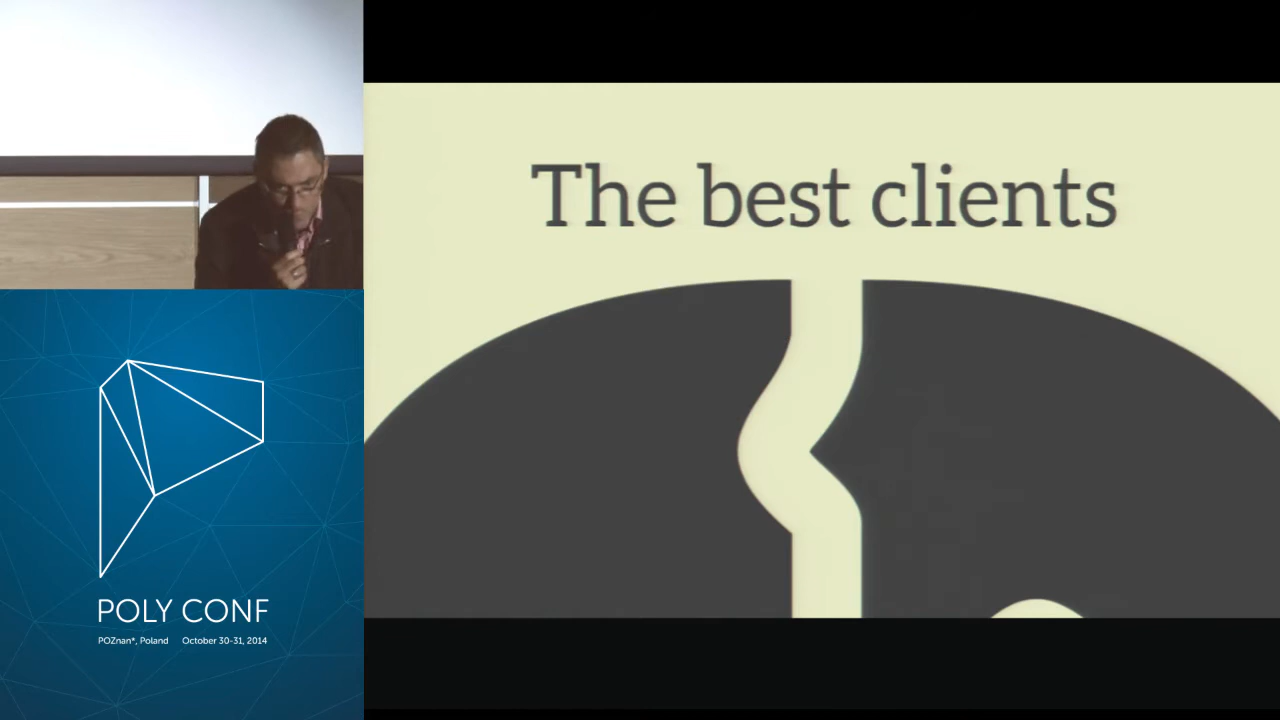 The best clients
POLY CONF
POZnan*, Poland October 30-31, 2014